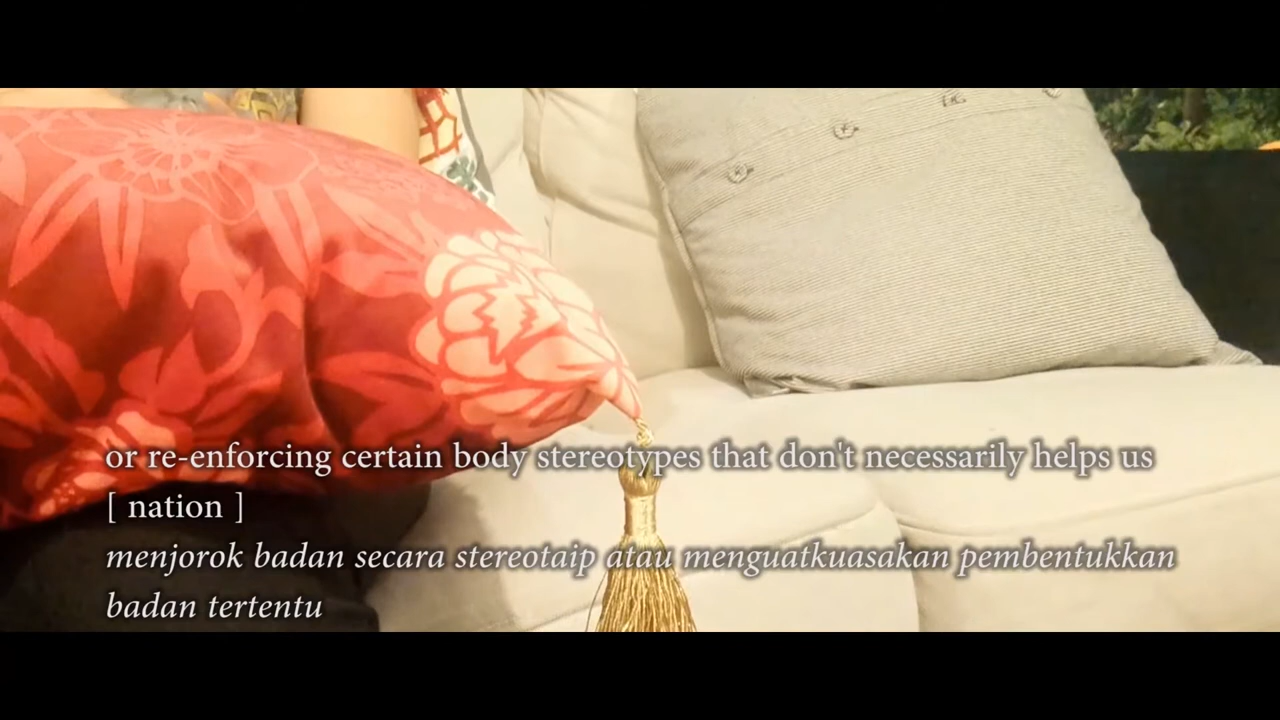 or re-enforcing certain body stereotypes that don't necessarily helps us
[ nation ]
menjorok badan secara stereotaip atau menguatkuasakan pembentukkan
badan tertentu